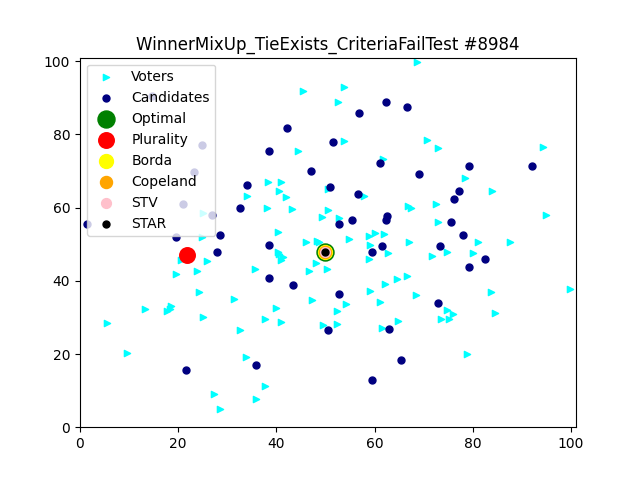 WinnerMixUp_TieExists_CriteriaFailTest #8984
100
80
60
40
20
0
0 20 40 60 80 100
Voters
Candidates
Optimal
Plurality
Borda
Copeland
STV
STAR